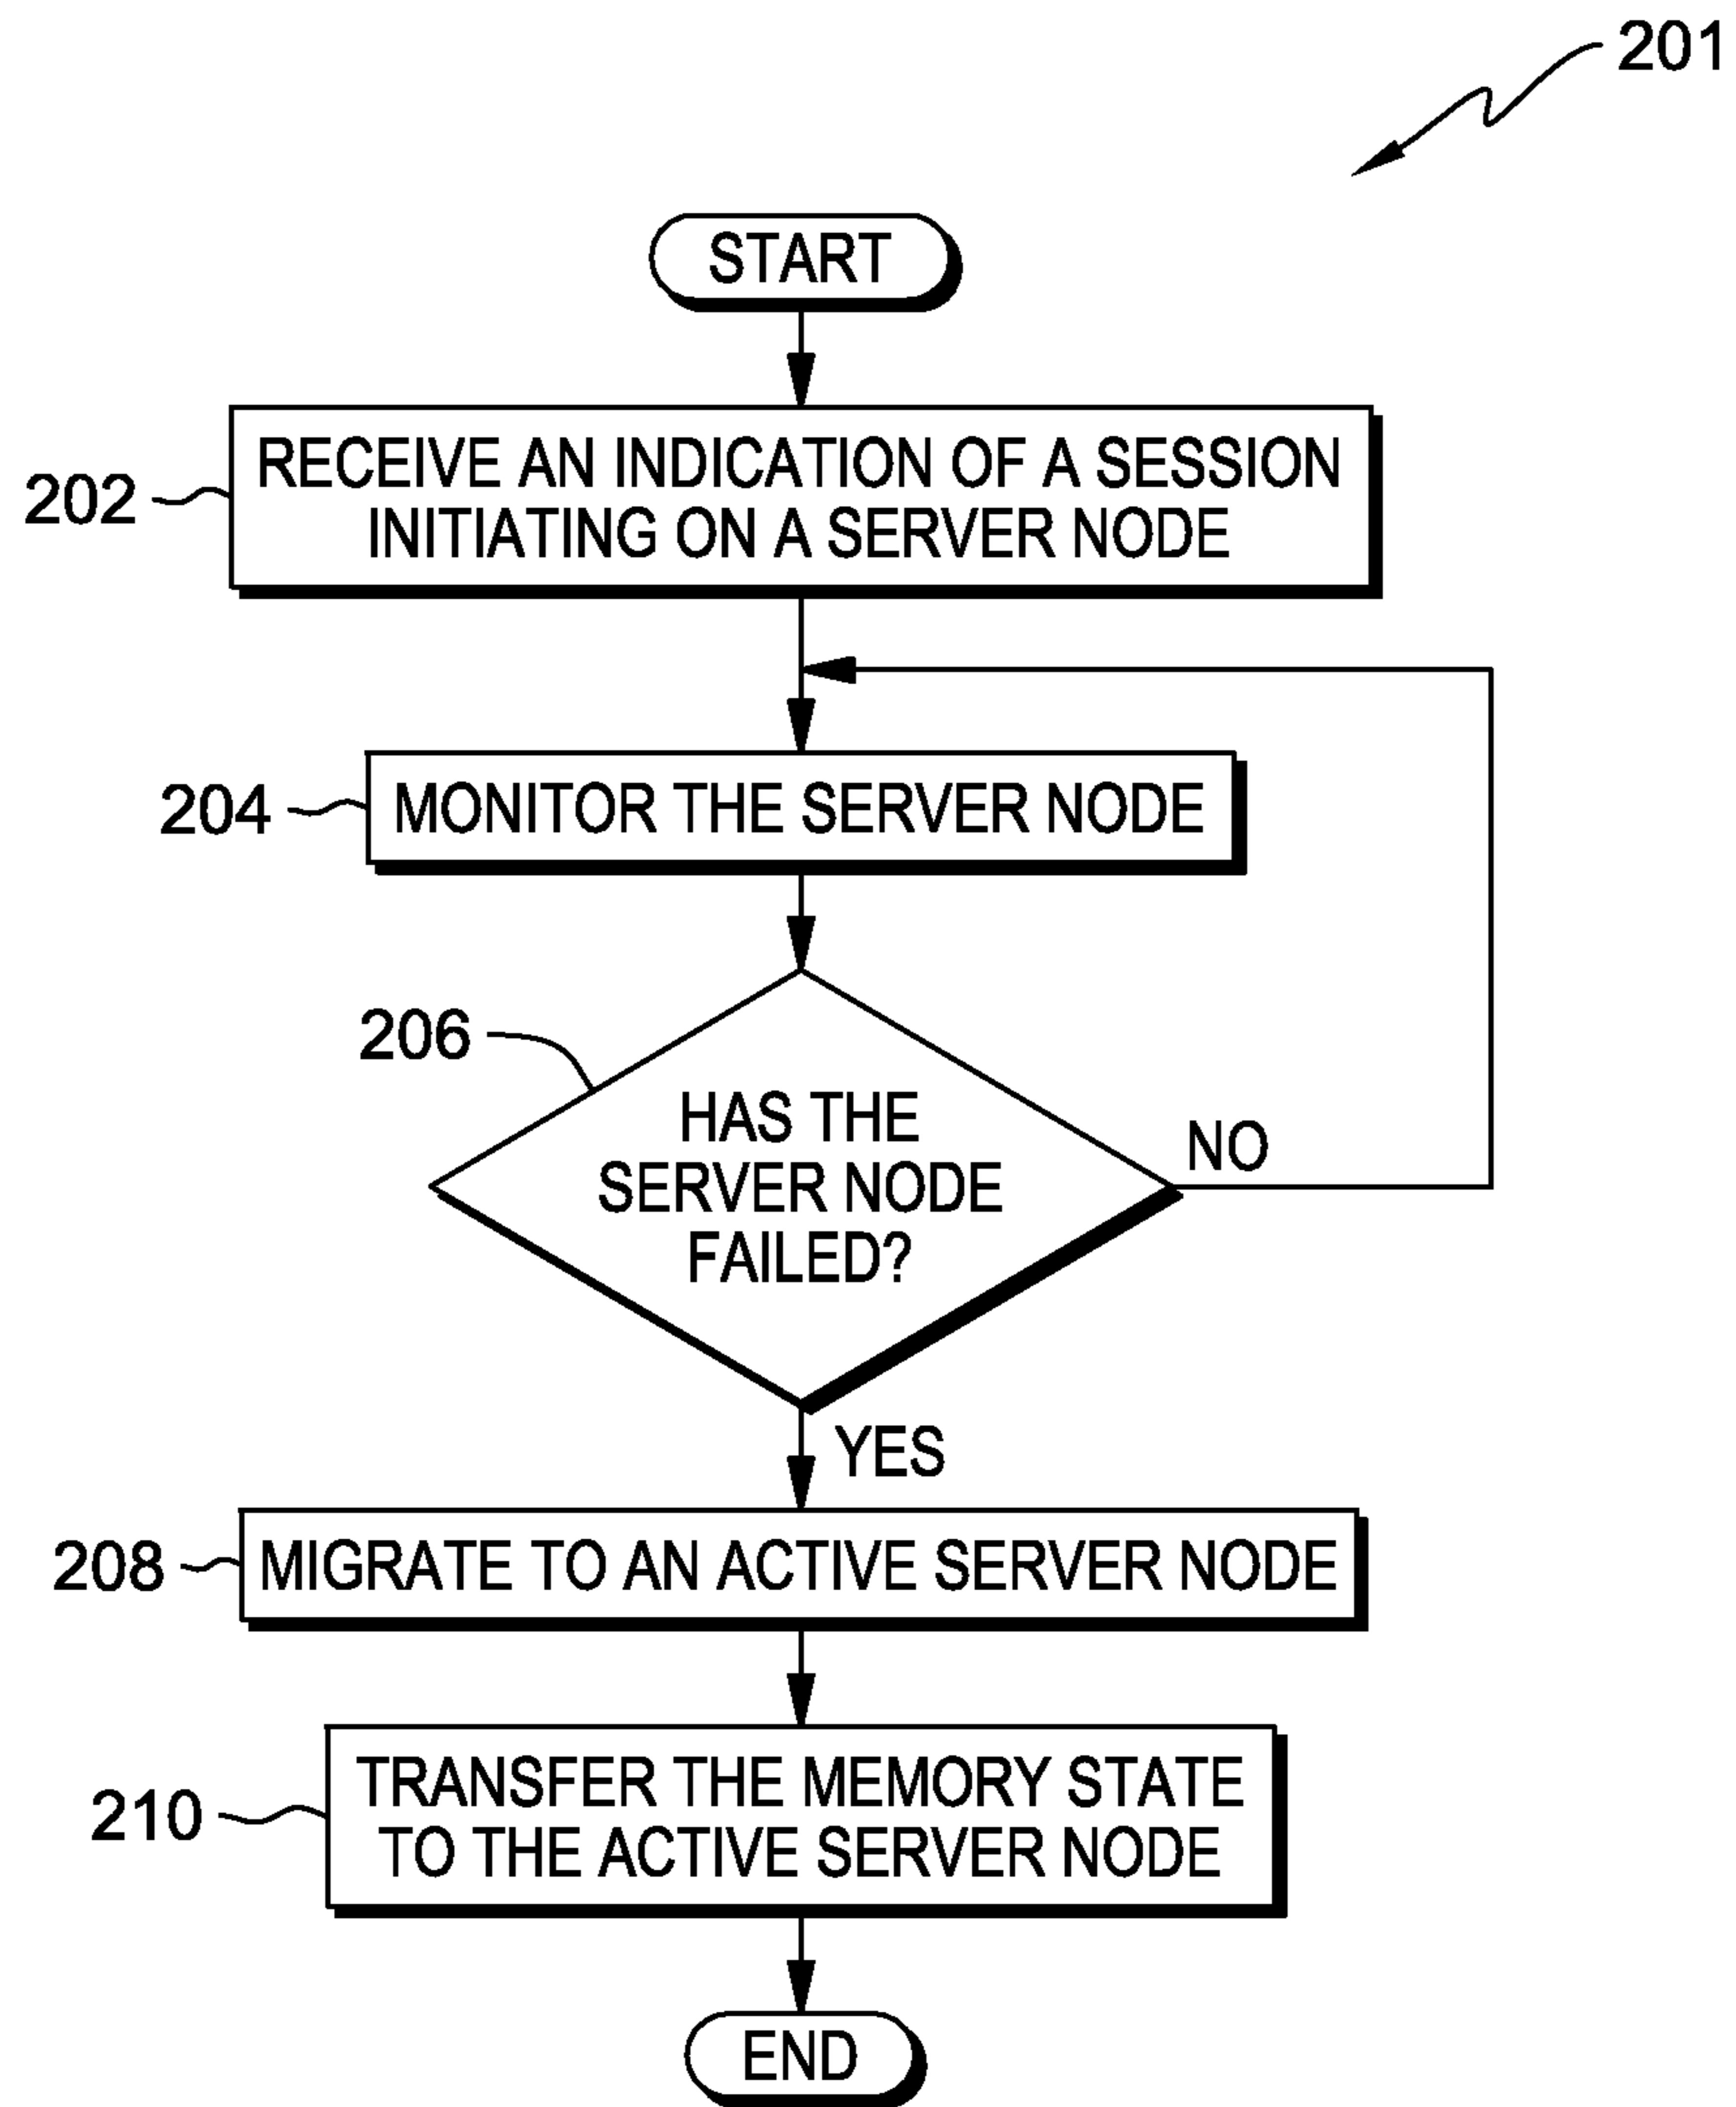 201
START
202
RECEIVE AN INDICATION OF A SESSION
INITIATING ON A SERVER NODE
204
MONITOR THE SERVER NODE
206
HAS THE
SERVER NODE
FAILED?
NO
YES
208
MIGRATE TO AN ACTIVE SERVER NODE
210
TRANSFER THE MEMORY STATE
TO THE ACTIVE SERVER NODE
END